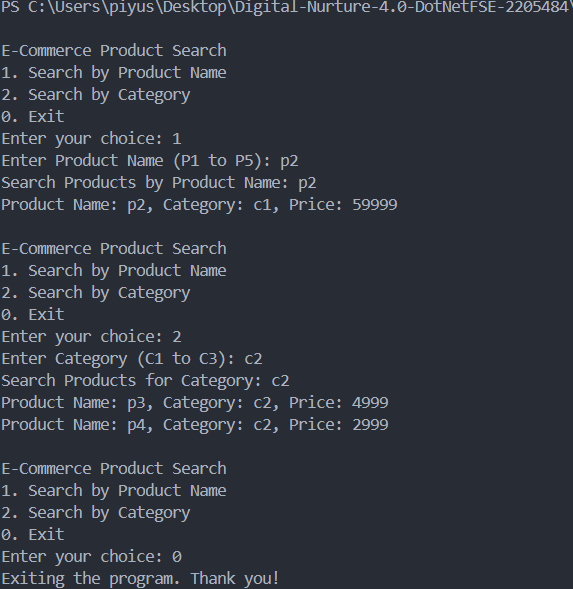 PS C:\Users\piyus\Desktop\Digital-Nurture-4.0-DotNetFSE-2205484\
E-Commerce Product Search
1. Search by Product Name
2. Search by Category
0. Exit
Enter your choice: 1
Enter Product Name (P1 to P5): p2
Search Products by Product Name: p2
Product Name: p2, Category: c1, Price: 59999
E-Commerce Product Search
1. Search by Product Name
2. Search by Category
0. Exit
Enter your choice: 2
Enter Category (C1 to C3): c2
Search Products for Category: c2
Product Name: p3, Category: c2, Price: 4999
Product Name: p4, Category: c2, Price: 2999
E-Commerce Product Search
1. Search by Product Name
2. Search by Category
0. Exit
Enter your choice: 0
Exiting the program. Thank you!